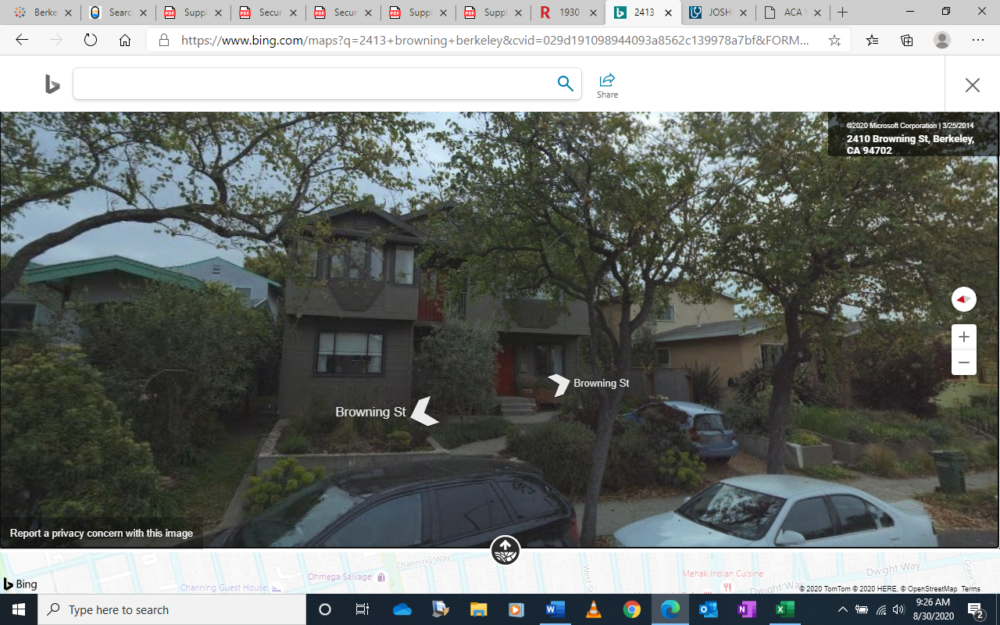 Berke
Searc
Suppl
Secur
Secur
Suppl
Suppl
1930
2413
JOSH
ACA
https://www.bing.com/maps?q=2413+browning+berkeley&cvid=029d191098944093a8562c139978a7bf&FORM...
Share
©2020 Microsoft Corporation | 3/25/2014
2410 Browning St, Berkeley,
CA 94702
Browning St
Browning St
Report a privacy concern with this image
Channing Way
Ohmega Salvage
Channing Guest House
West St
Menak Indian Cuisine
Dwight Way
Dwight Way
Grant
Bing
© 2020 TomTom © 2020 HERE, © OpenStreetMap Terms
Type here to search
9:26 AM
8/30/2020
2